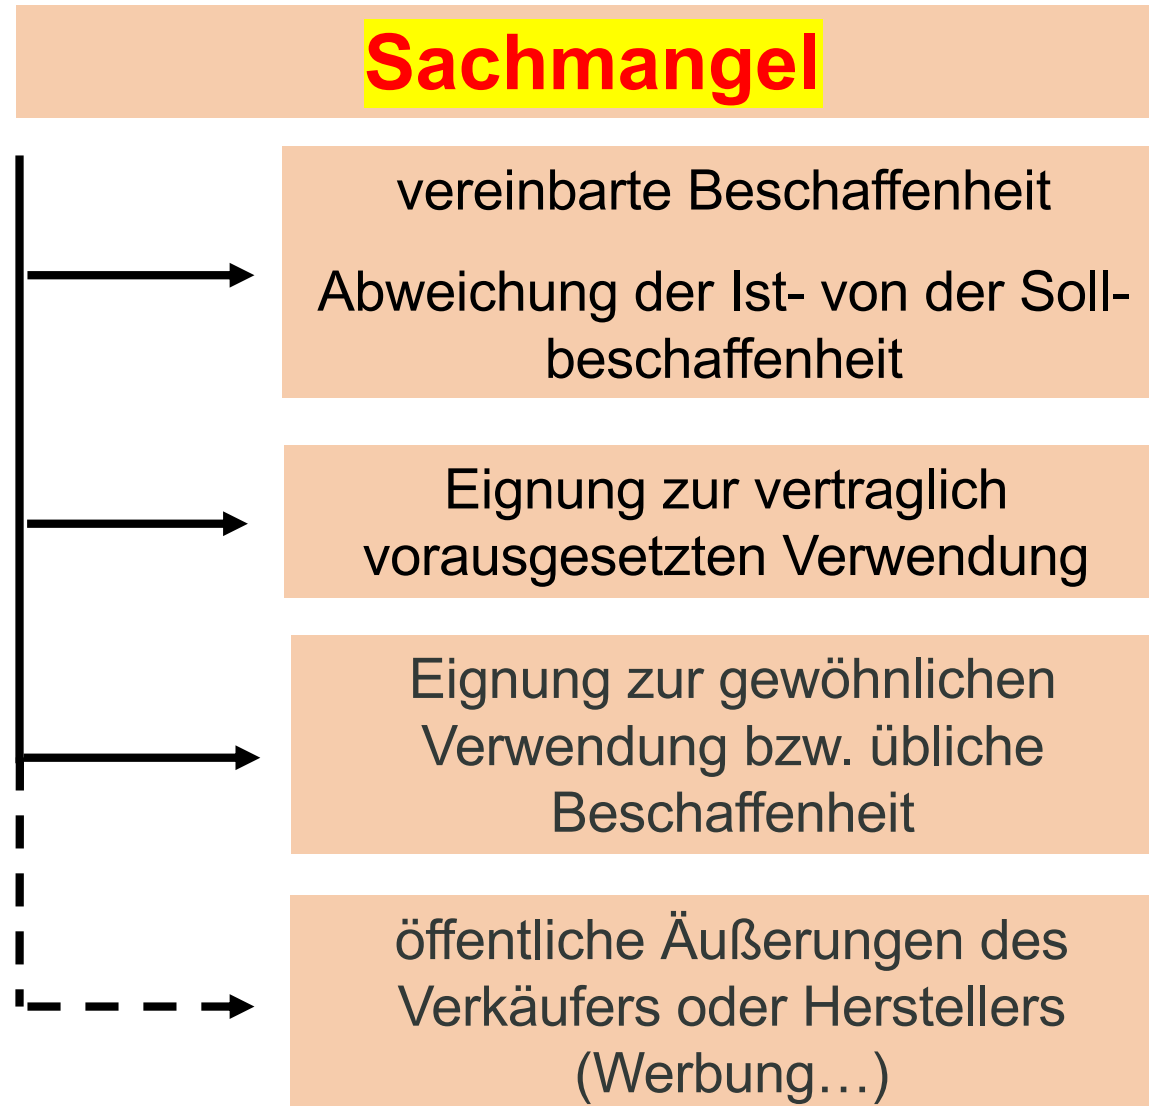 Sachmangel
vereinbarte Beschaffenheit
Abweichung der Ist- von der Soll-
beschaffenheit
Eignung zur vertraglich
vorausgesetzten Verwendung
Eignung zur gewöhnlichen
Verwendung bzw. übliche
Beschaffenheit
öffentliche Äußerungen des
Verkäufers oder Herstellers
(Werbung…)